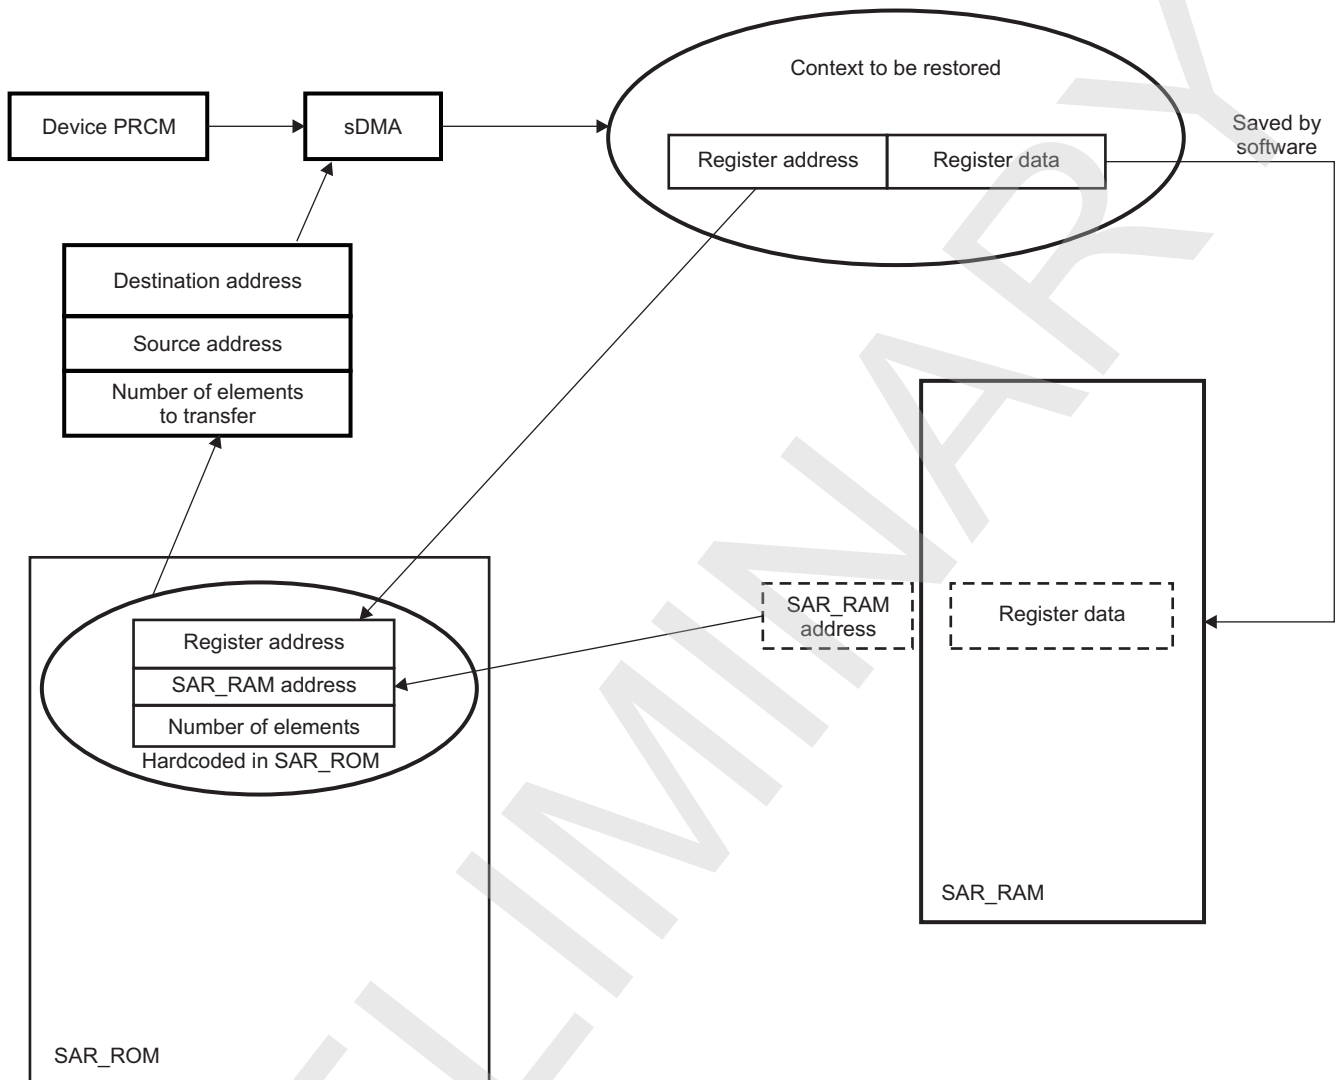 Context to be restored
Device PRCM
sDMA
Register address
Register data
Saved by
software
Destination address
Source address
Number of elements
to transfer
SAR_RAM
address
Register data
Register address
SAR_RAM address
Number of elements
Hardcoded in SAR_ROM
SAR_RAM
SAR_ROM
ELIMINARY